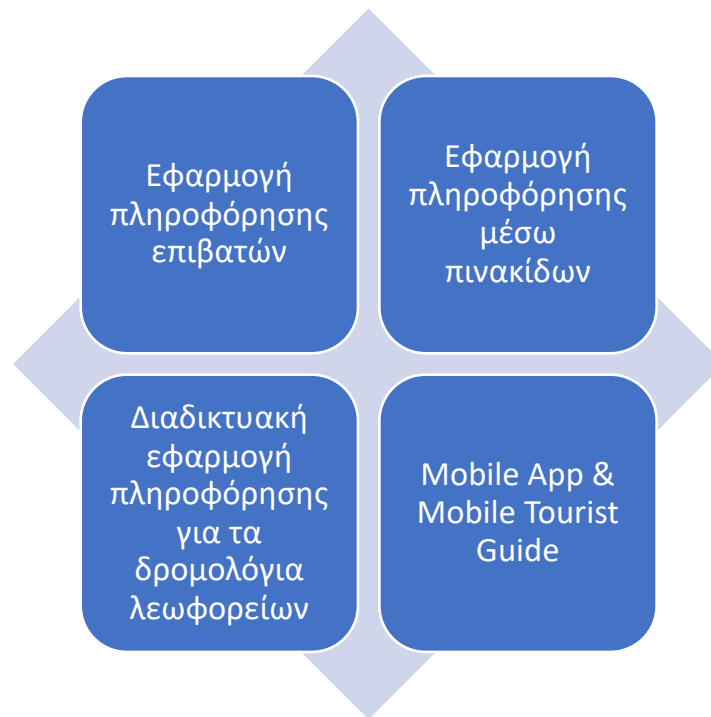 Εφαρμογή
πληροφόρησης
επιβατών
Εφαρμογή
πληροφόρησης
μέσω
πινακίδων
Διαδικτυακή
εφαρμογή
πληροφόρησης
για τα
δρομολόγια
λεωφορείων
Mobile App &
Mobile Tourist
Guide